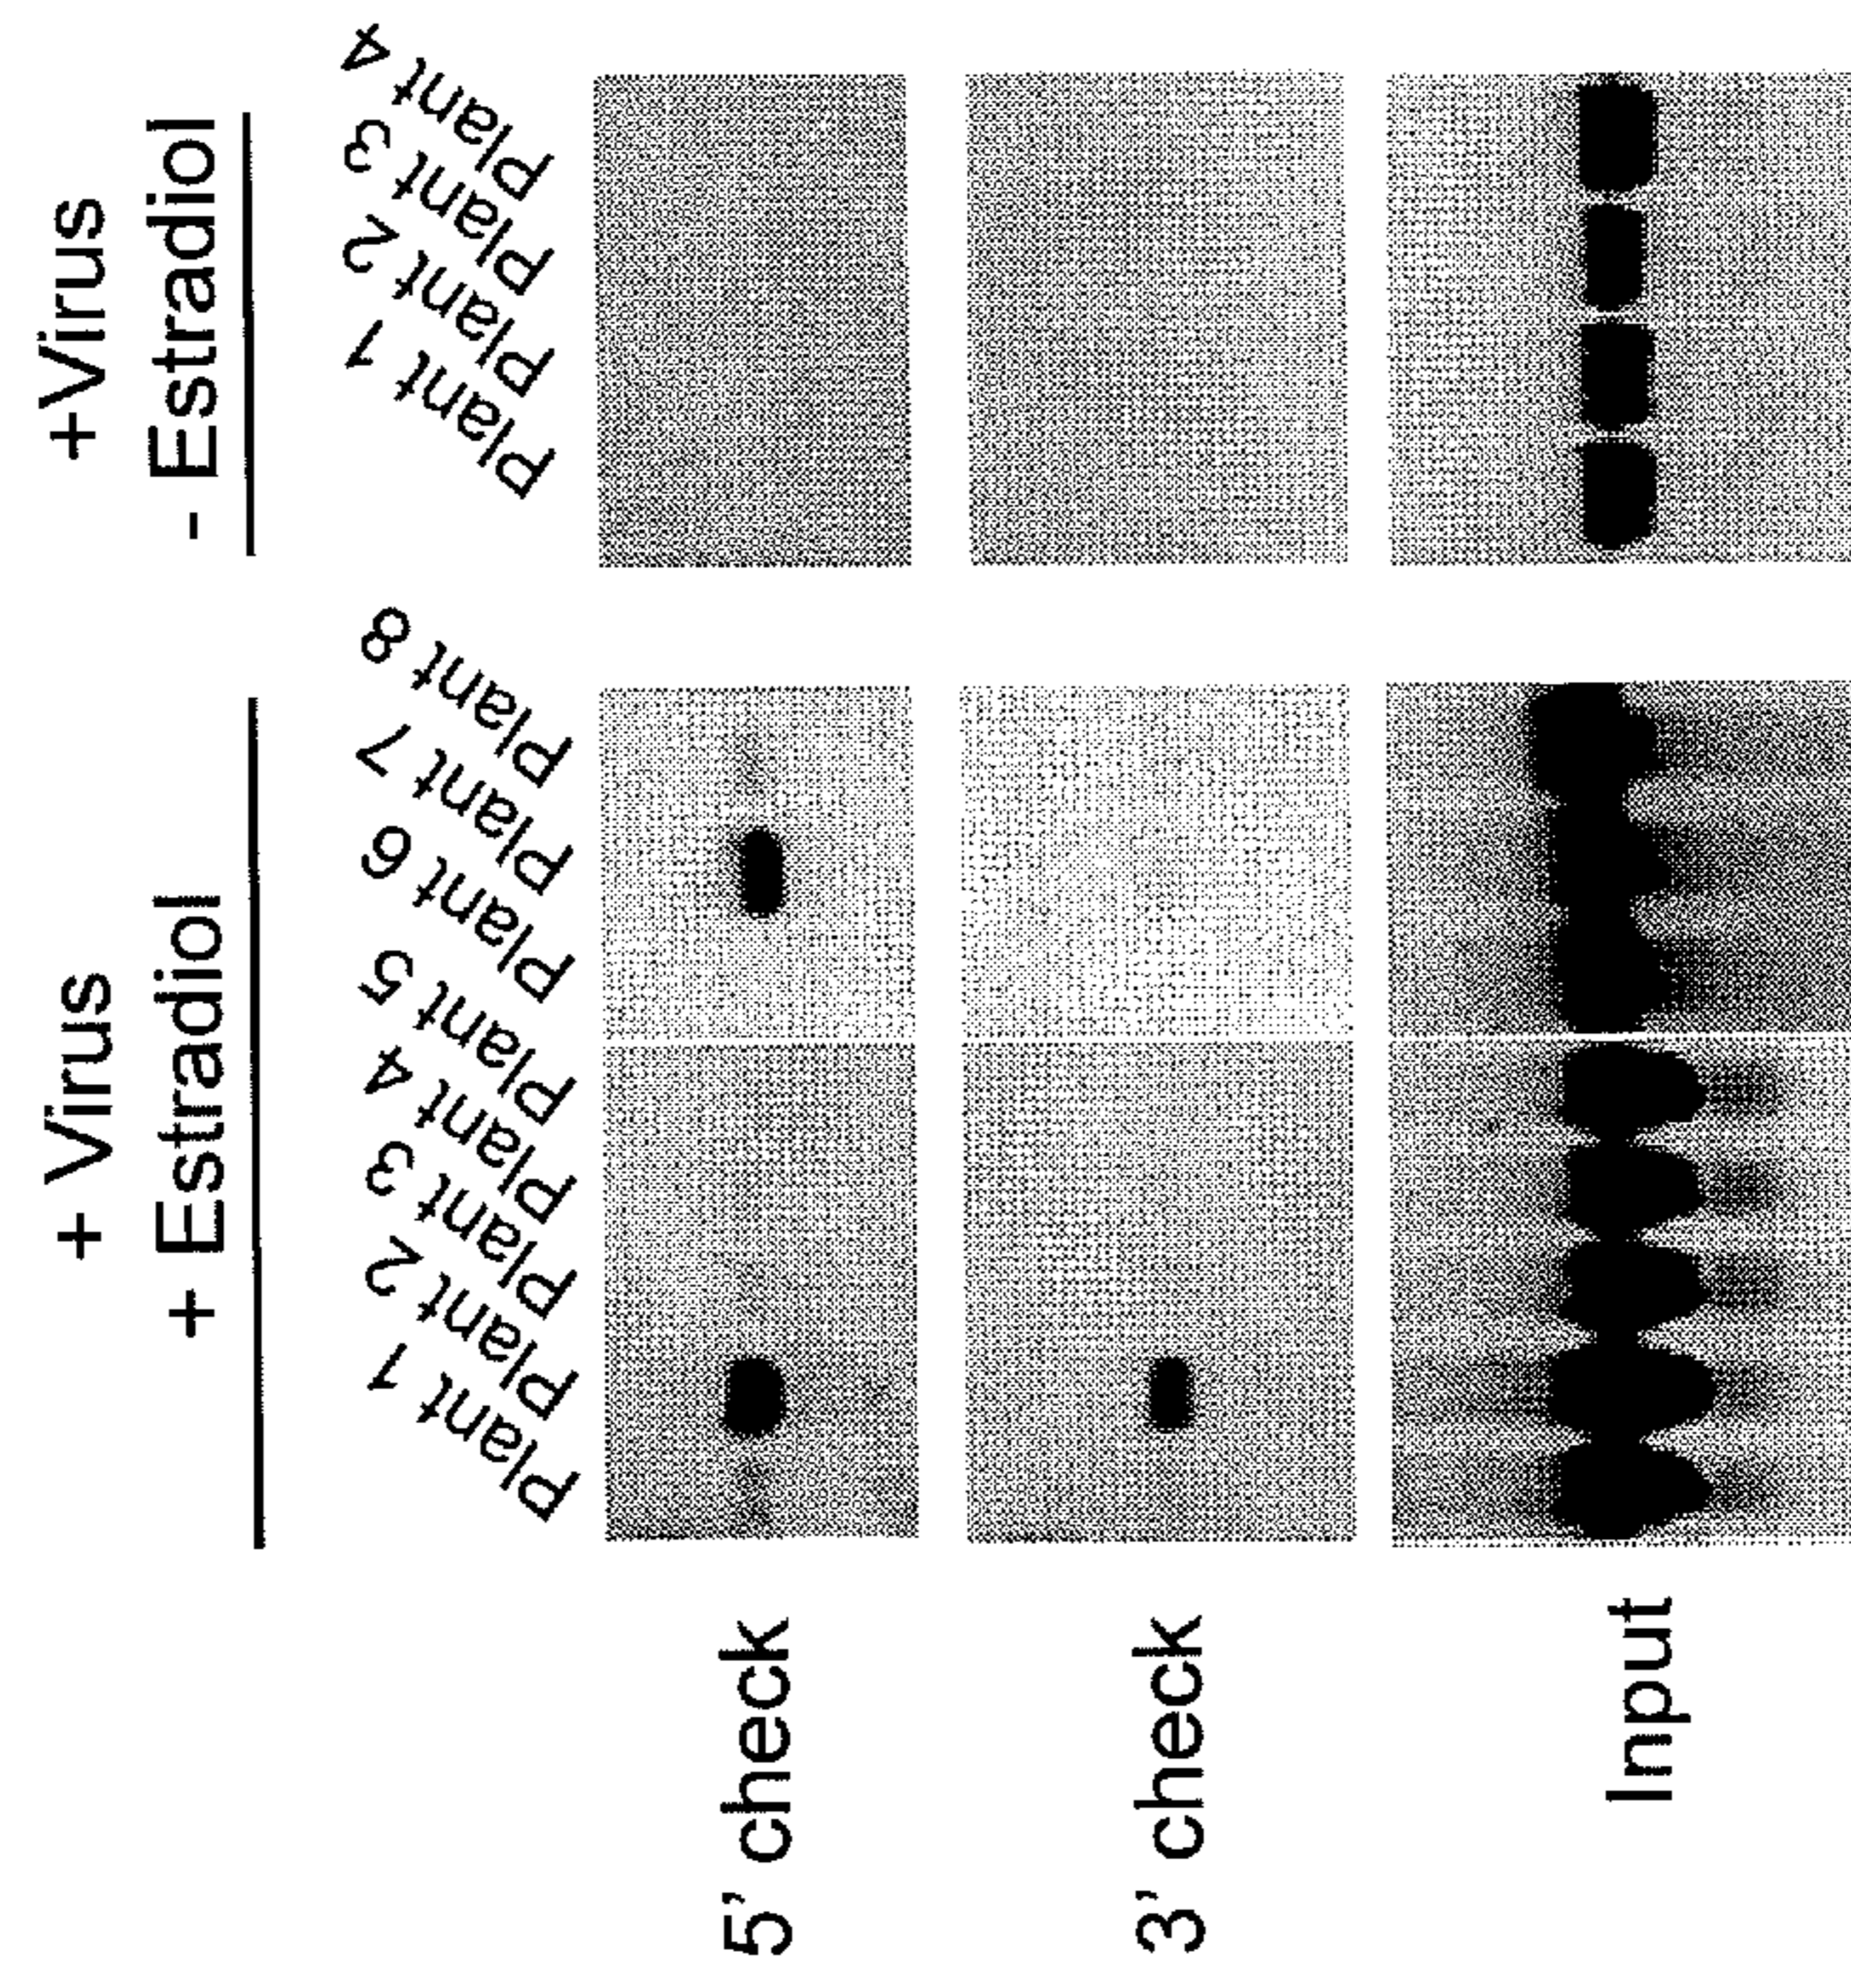 + Virus
+ Estradiol
+Virus
- Estradiol
Plant 1
Plant 2
Plant 3
Plant 4
Plant 5
Plant 6
Plant 7
Plant 8
Plant 1
Plant 2
Plant 3
Plant 4
5' check
3' check
Input